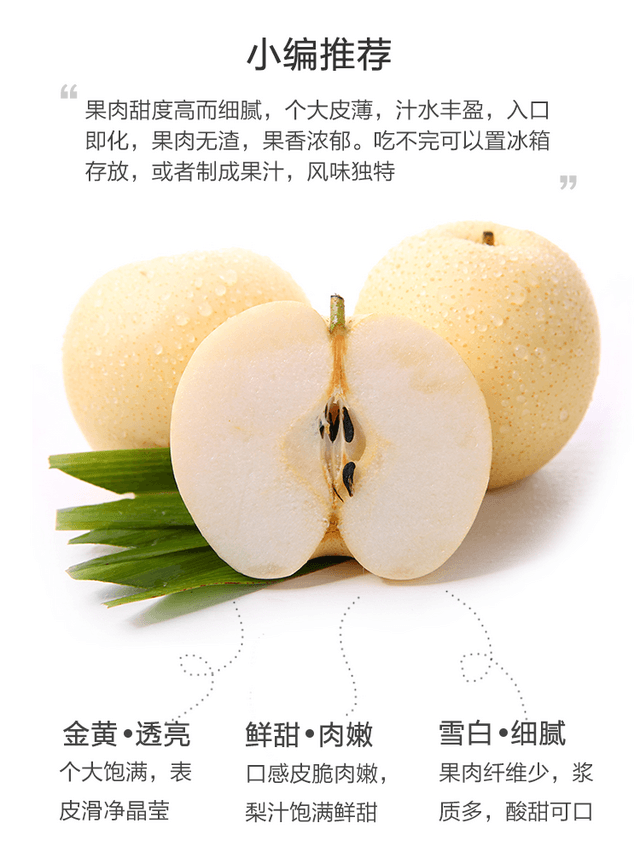 小编推荐
“
果肉甜度高而细腻，个大皮薄，汁水丰盈，入口
即化，果肉无渣，果香浓郁。吃不完可以置冰箱
存放，或者制成果汁，风味独特
”
金黄•透亮
个大饱满，表
皮滑净晶莹
鲜甜•肉嫩
口感皮脆肉嫩，
梨汁饱满鲜甜
雪白•细腻
果肉纤维少，浆
质多，酸甜可口